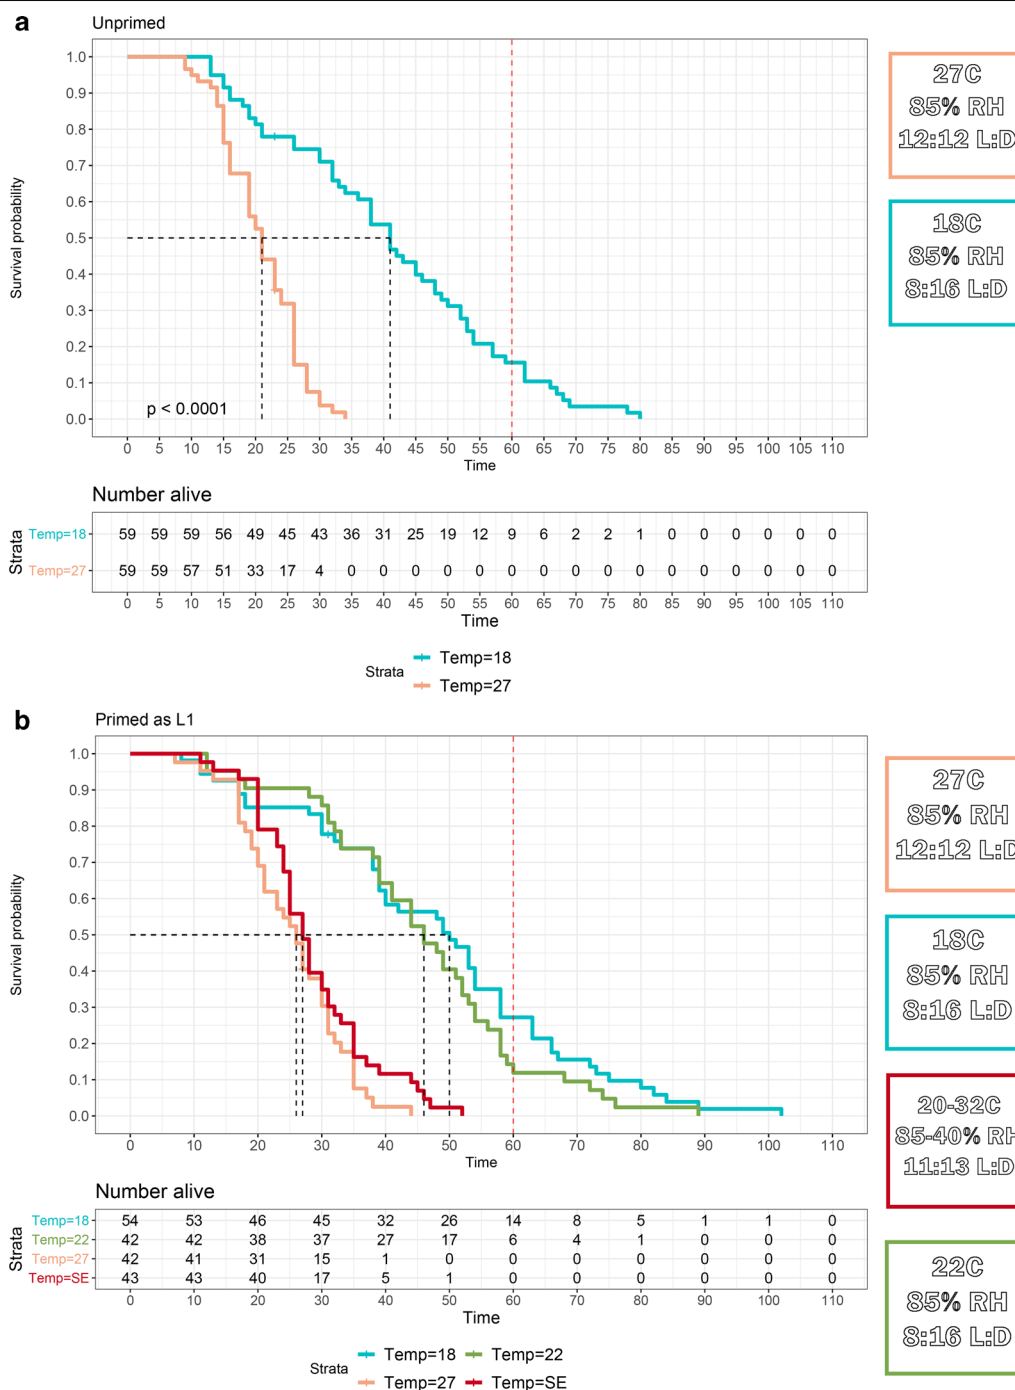 a
Unprimed
Survival probability
1.0
0.9
0.8
0.7
0.6
0.5
0.4
0.3
0.2
0.1
0.0
p < 0.0001
0 5 10 15 20 25 30 35 40 45 50 55 60 65 70 75 80 85 90 95 100 105 110
Time
27C
85% RH
12:12 L:D
18C
85% RH
8:16 L:D
Number alive
Strata
Temp=18 59 59 59 56 49 45 43 36 31 25 19 12 9 6 2 2 1 0 0 0 0 0 0
Temp=27 59 59 57 51 33 17 4 0 0 0 0 0 0 0 0 0 0 0 0 0 0 0 0
0 5 10 15 20 25 30 35 40 45 50 55 60 65 70 75 80 85 90 95 100 105 110
Time
Strata
Temp=18
Temp=27
b
Primed as L1
Survival probability
1.0
0.9
0.8
0.7
0.6
0.5
0.4
0.3
0.2
0.1
0.0
0 10 20 30 40 50 60 70 80 90 100 110
Time
27C
85% RH
12:12 L:D
18C
85% RH
8:16 L:D
20-32C
85-40% RH
11:13 L:D
22C
85% RH
8:16 L:D
Number alive
Strata
Temp=18 54 53 46 45 32 26 14 8 5 1 1 0
Temp=22 42 42 38 37 27 17 6 4 1 0 0 0
Temp=27 42 41 31 15 1 0 0 0 0 0 0 0
Temp=SE 43 43 40 17 5 1 0 0 0 0 0 0
0 10 20 30 40 50 60 70 80 90 100 110
Time
Strata
Temp=18 Temp=22
Temp=27 Temp=SE